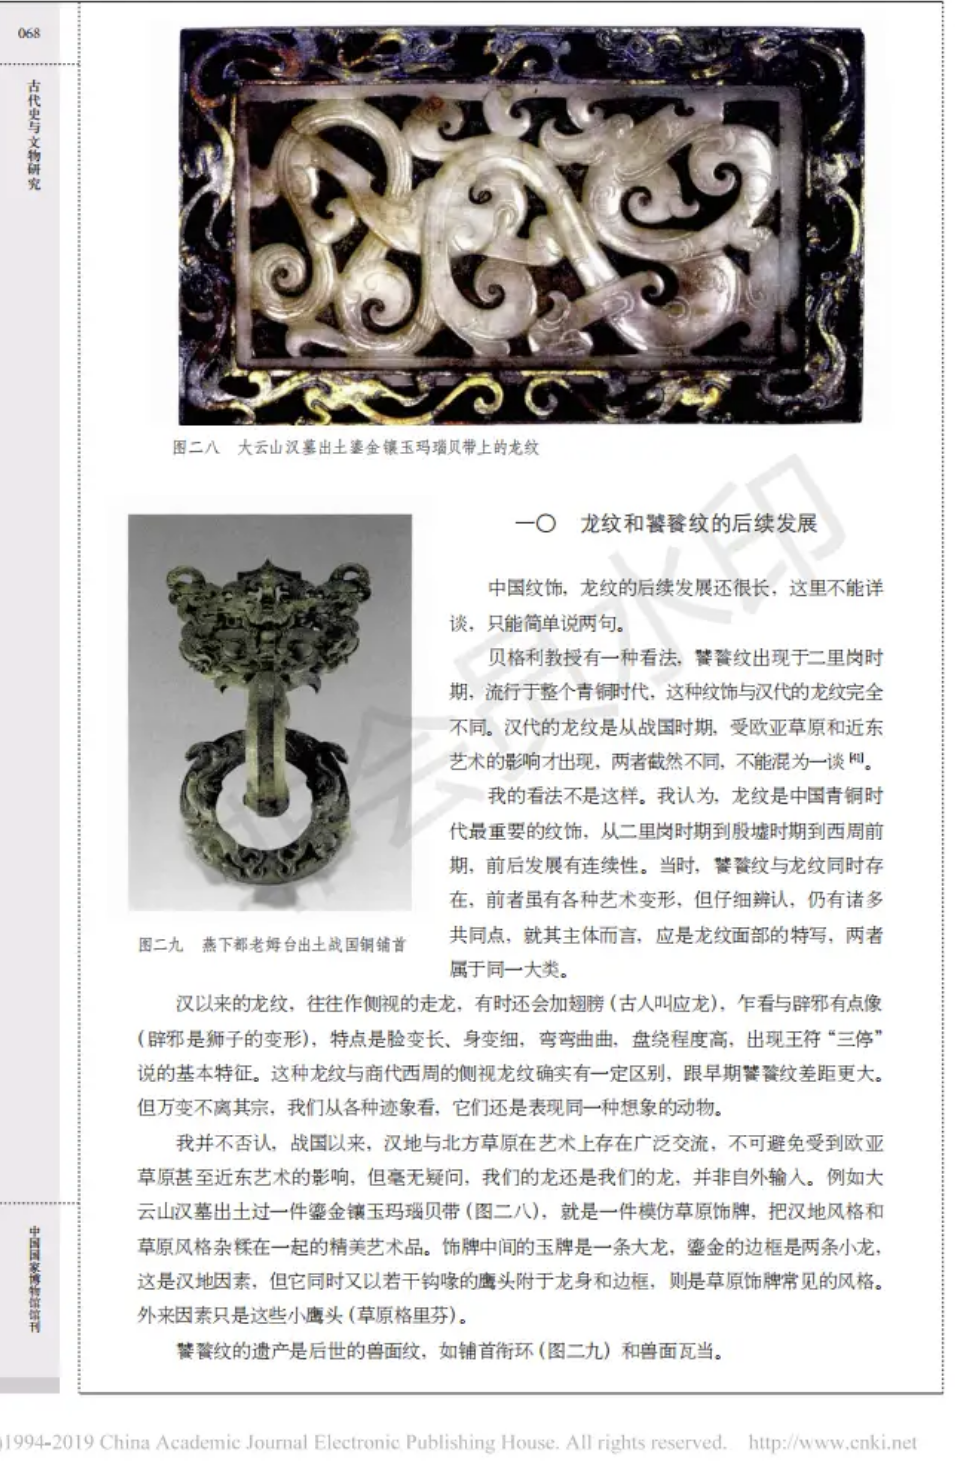 068
古代史与文物研究
图二八 大云山汉墓出土鎏金镶玉玛瑙贝带上的龙纹
一〇 龙纹和饕餮纹的后续发展
中国纹饰，龙纹的后续发展还很长，这里不能详
谈，只能简单说两句。
贝格利教授有一种看法，饕餮纹出现于二里岗时
期，流行于整个青铜时代，这种纹饰与汉代的龙纹完全
不同。汉代的龙纹是从战国时期，受欧亚草原和近东
艺术的影响才出现，两者截然不同，不能混为一谈。
我的看法不是这样。我认为，龙纹是中国青铜时
代最重要的纹饰，从二里岗时期到殷墟时期到西周前
期，前后发展有连续性。当时，饕餮纹与龙纹同时存
在，前者虽有各种艺术变形，但仔细辨认，仍有诸多
共同点，就其主体而言，应是龙纹面部的特写，两者
属于同一大类。
图二九 燕下都老姆台出土战国铜铺首
汉以来的龙纹，往往作侧视的走龙，有时还会加翅膀（古人叫应龙），乍看与辟邪有点像
（辟邪是狮子的变形），特点是脸变长、身变细，弯弯曲曲，盘绕程度高，出现王符“三停”
说的基本特征。这种龙纹与商代西周的侧视龙纹确实有一定区别，跟早期饕餮纹差距更大。
但万变不离其宗，我们从各种迹象看，它们还是表现同一种想象的动物。
我并不否认，战国以来，汉地与北方草原在艺术上存在广泛交流，不可避免受到欧亚
草原甚至近东艺术的影响，但毫无疑问，我们的龙还是我们的龙，并非自外输入。例如大
云山汉墓出土过一件鎏金镶玉玛瑙贝带（图二八），就是一件模仿草原饰牌，把汉地风格和
草原风格杂糅在一起的精美艺术品。饰牌中间的玉牌是一条大龙，鎏金的边框是两条小龙，
这是汉地因素，但它同时又以若干钩喙的鹰头附于龙身和边框，则是草原饰牌常见的风格。
外来因素只是这些小鹰头（草原格里芬）。
饕餮纹的遗产是后世的兽面纹，如铺首衔环（图二九）和兽面瓦当。
中国国家博物馆馆刊
会员水印
)1994-2019 China Academic Journal Electronic Publishing House. All rights reserved. http://www.cnki.net